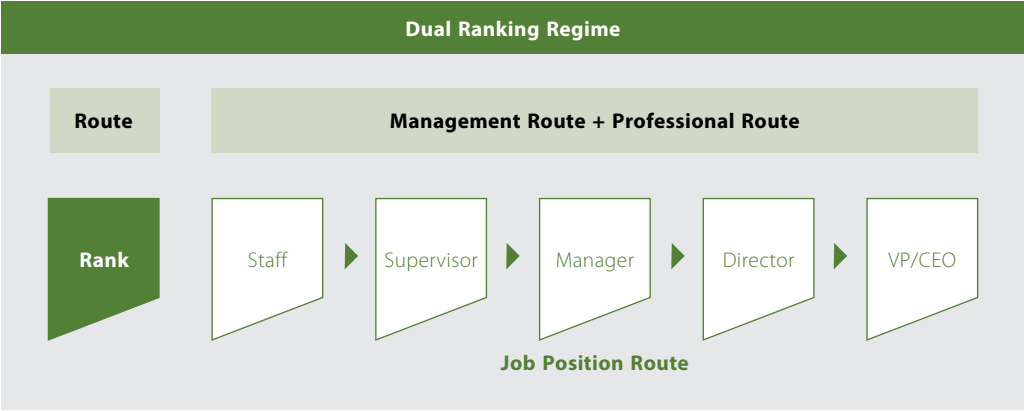 Dual Ranking Regime
Route
Management Route + Professional Route
Rank
Staff
Supervisor
Manager
Director
VP/CEO
Job Position Route